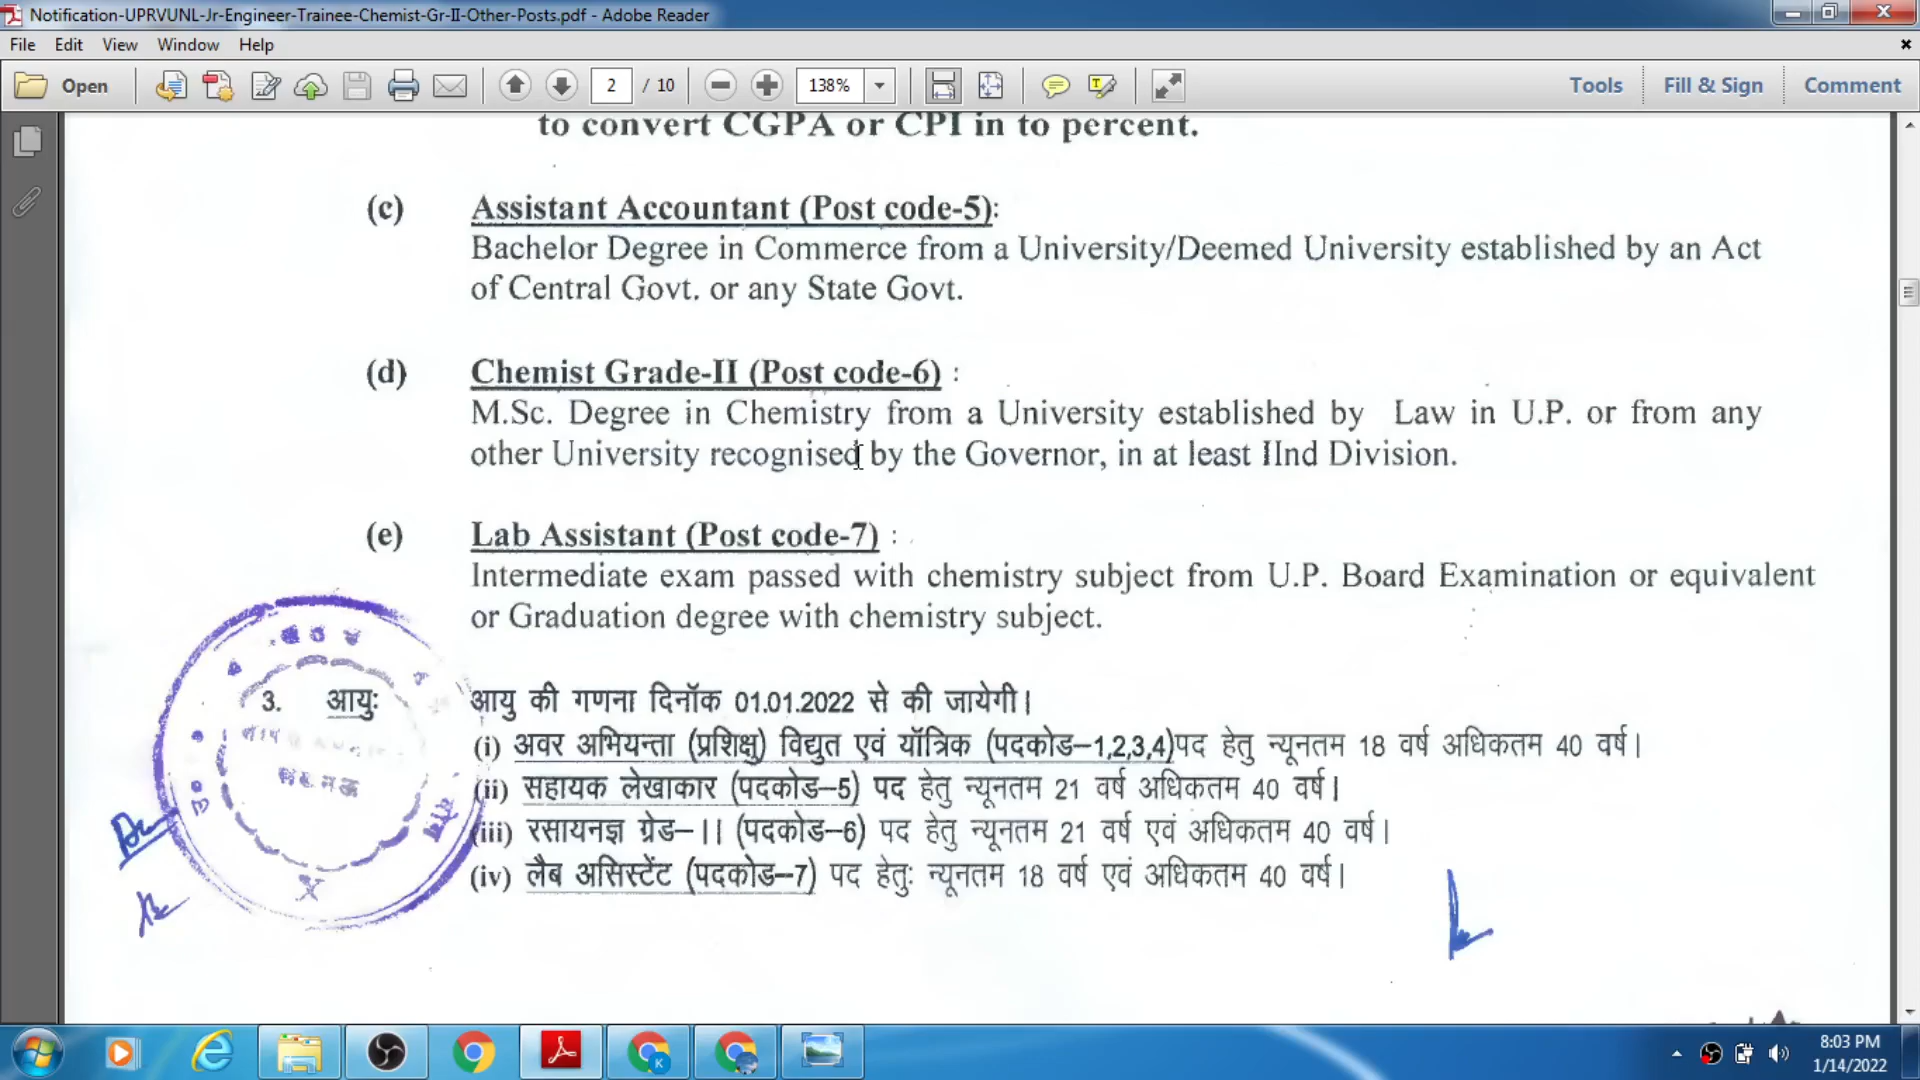 Notification-UPRVUNL-Jr-Engineer-Trainee-Chemist-Gr-II-Other-Posts.pdf - Adobe Reader
File Edit View Window Help
Open 2 / 10 138% Tools Fill & Sign Comment
to convert CGPA or CPI in to percent.
(c) Assistant Accountant (Post code-5):
Bachelor Degree in Commerce from a University/Deemed University established by an Act
of Central Govt. or any State Govt.
(d) Chemist Grade-II (Post code-6) :
M.Sc. Degree in Chemistry from a University established by Law in U.P. or from any
other University recognised by the Governor, in at least IInd Division.
(e) Lab Assistant (Post code-7) :
Intermediate exam passed with chemistry subject from U.P. Board Examination or equivalent
or Graduation degree with chemistry subject.
3. आयुः आयु की गणना दिनॉक 01.01.2022 से की जायेगी।
(i) अवर अभियन्ता (प्रशिक्षु) विद्युत एवं यॉत्रिक (पदकोड–1,2,3,4)पद हेतु न्यूनतम 18 वर्ष अधिकतम 40 वर्ष।
(ii) सहायक लेखाकार (पदकोड–5) पद हेतु न्यूनतम 21 वर्ष अधिकतम 40 वर्ष।
(iii) रसायनज्ञ ग्रेड–।। (पदकोड–6) पद हेतु न्यूनतम 21 वर्ष एवं अधिकतम 40 वर्ष।
(iv) लैब असिस्टेंट (पदकोड–7) पद हेतुः न्यूनतम 18 वर्ष एवं अधिकतम 40 वर्ष।
8:03 PM
1/14/2022